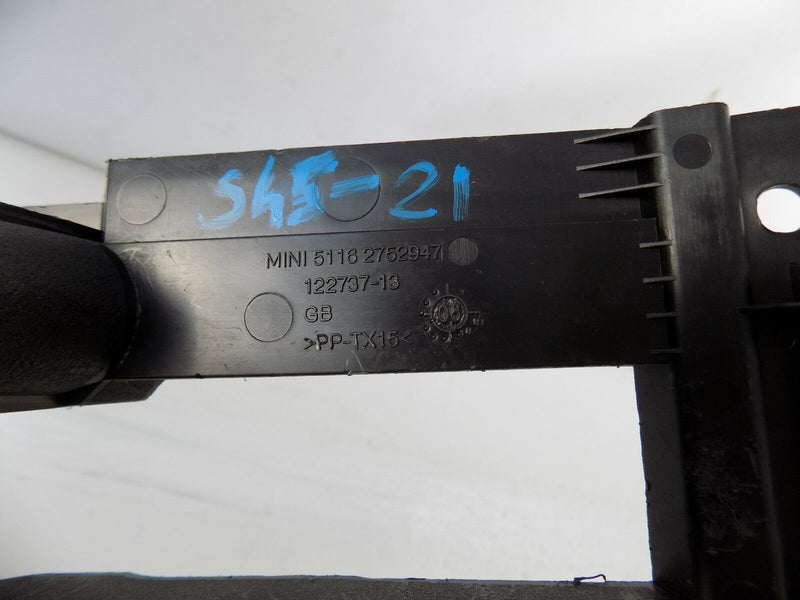 S45-21
MINI 5116 2752947
122737-13
GB
>PP-TX15<